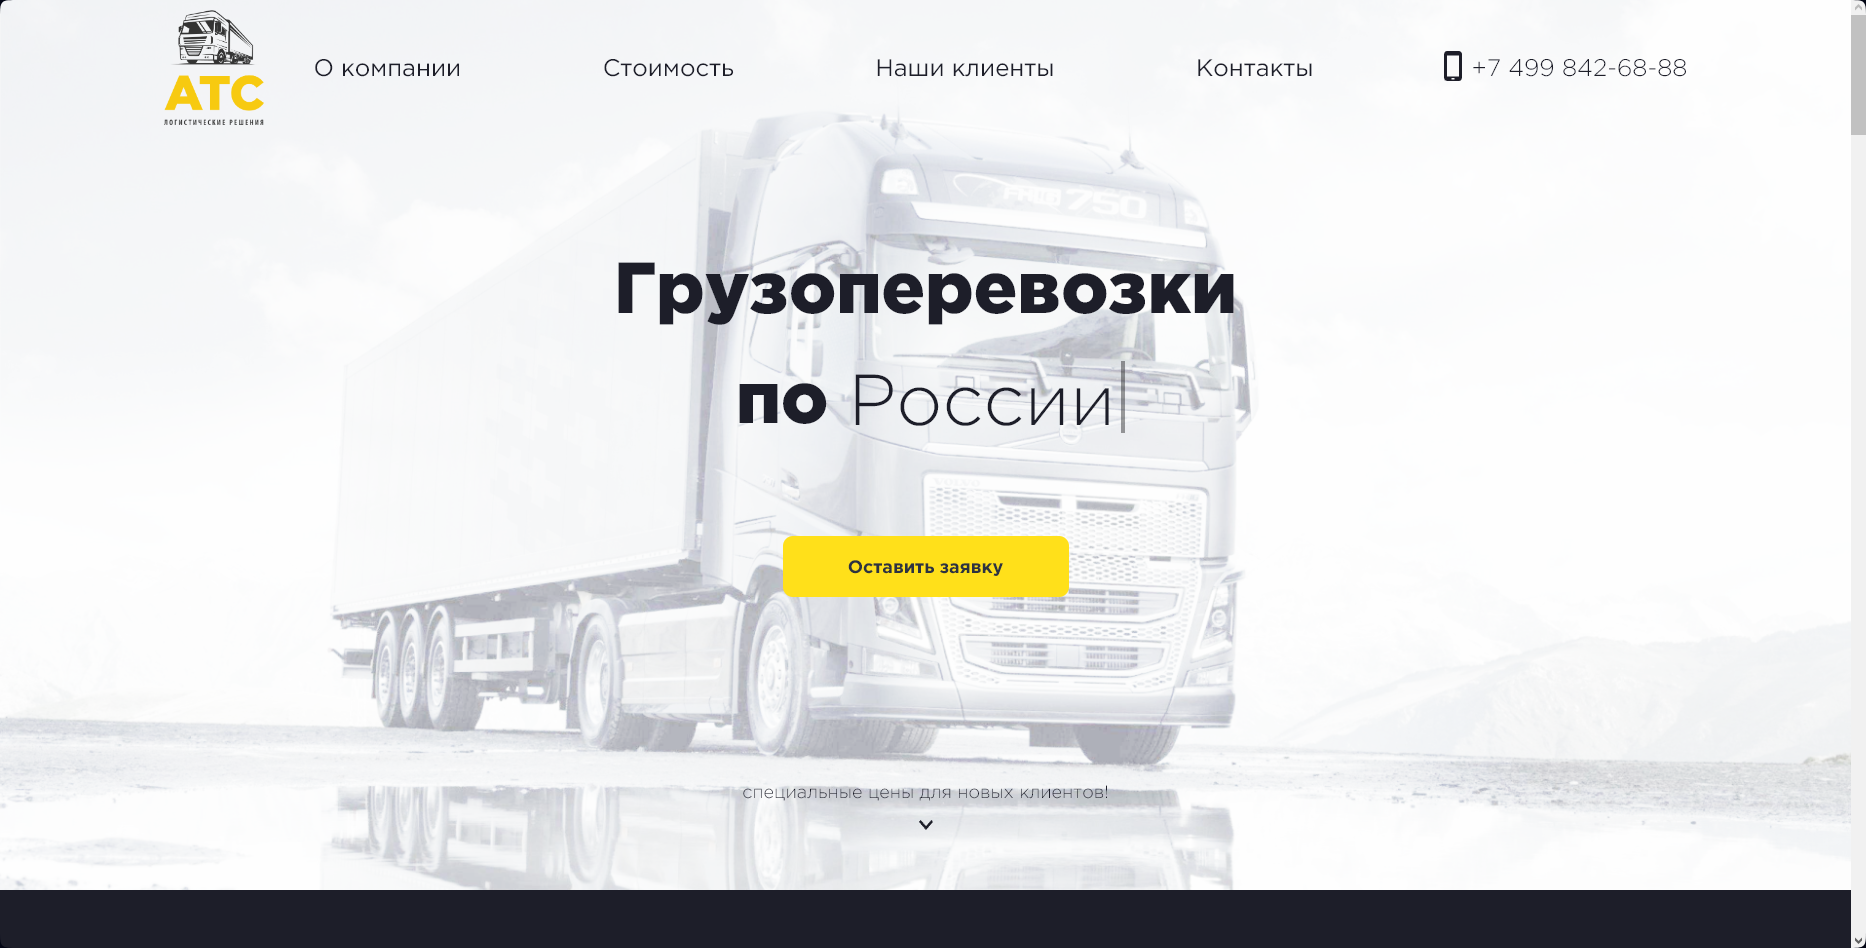 АТС
ЛОГИСТИЧЕСКИЕ РЕШЕНИЯ
О компании
Стоимость
Наши клиенты
Контакты
+7 499 842-68-88
750
Грузоперевозки
по России
Оставить заявку
специальные цены для новых клиентов!